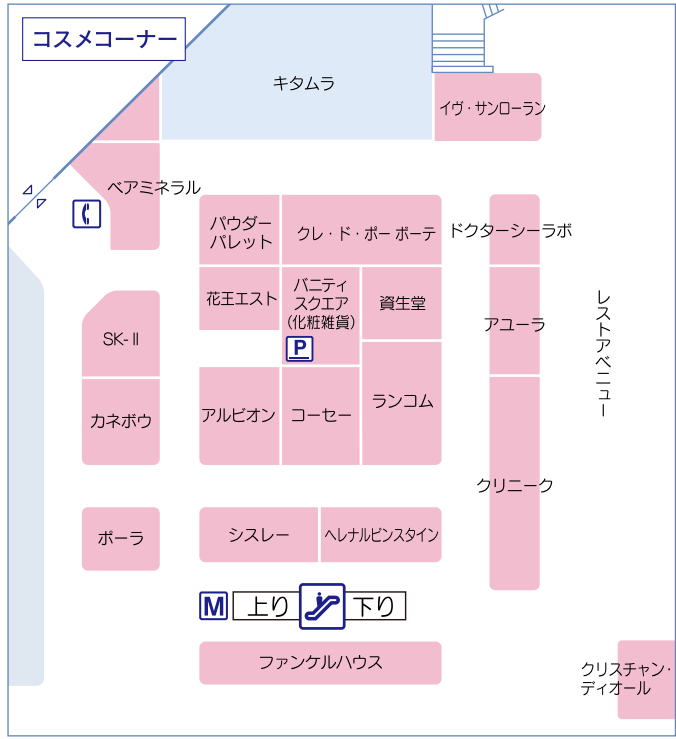 コスメコーナー
キタムラ
イヴ・サンローラン
ベアミネラル
パウダー
パレット
クレ・ド・ポー ボーテ
ドクターシーラボ
花王エスト
バニティ
スクエア
(化粧雑貨)
P
資生堂
アユーラ
レストアベニュー
SK-II
カネボウ
アルビオン
コーセー
ランコム
クリニーク
ポーラ
シスレー
ヘレナルビンスタイン
M
上り
下り
ファンケルハウス
クリスチャン・
ディオール